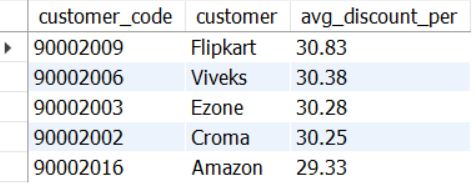 customer_code customer avg_discount_per
90002009 Flipkart 30.83
90002006 Viveks 30.38
90002003 Ezone 30.28
90002002 Croma 30.25
90002016 Amazon 29.33